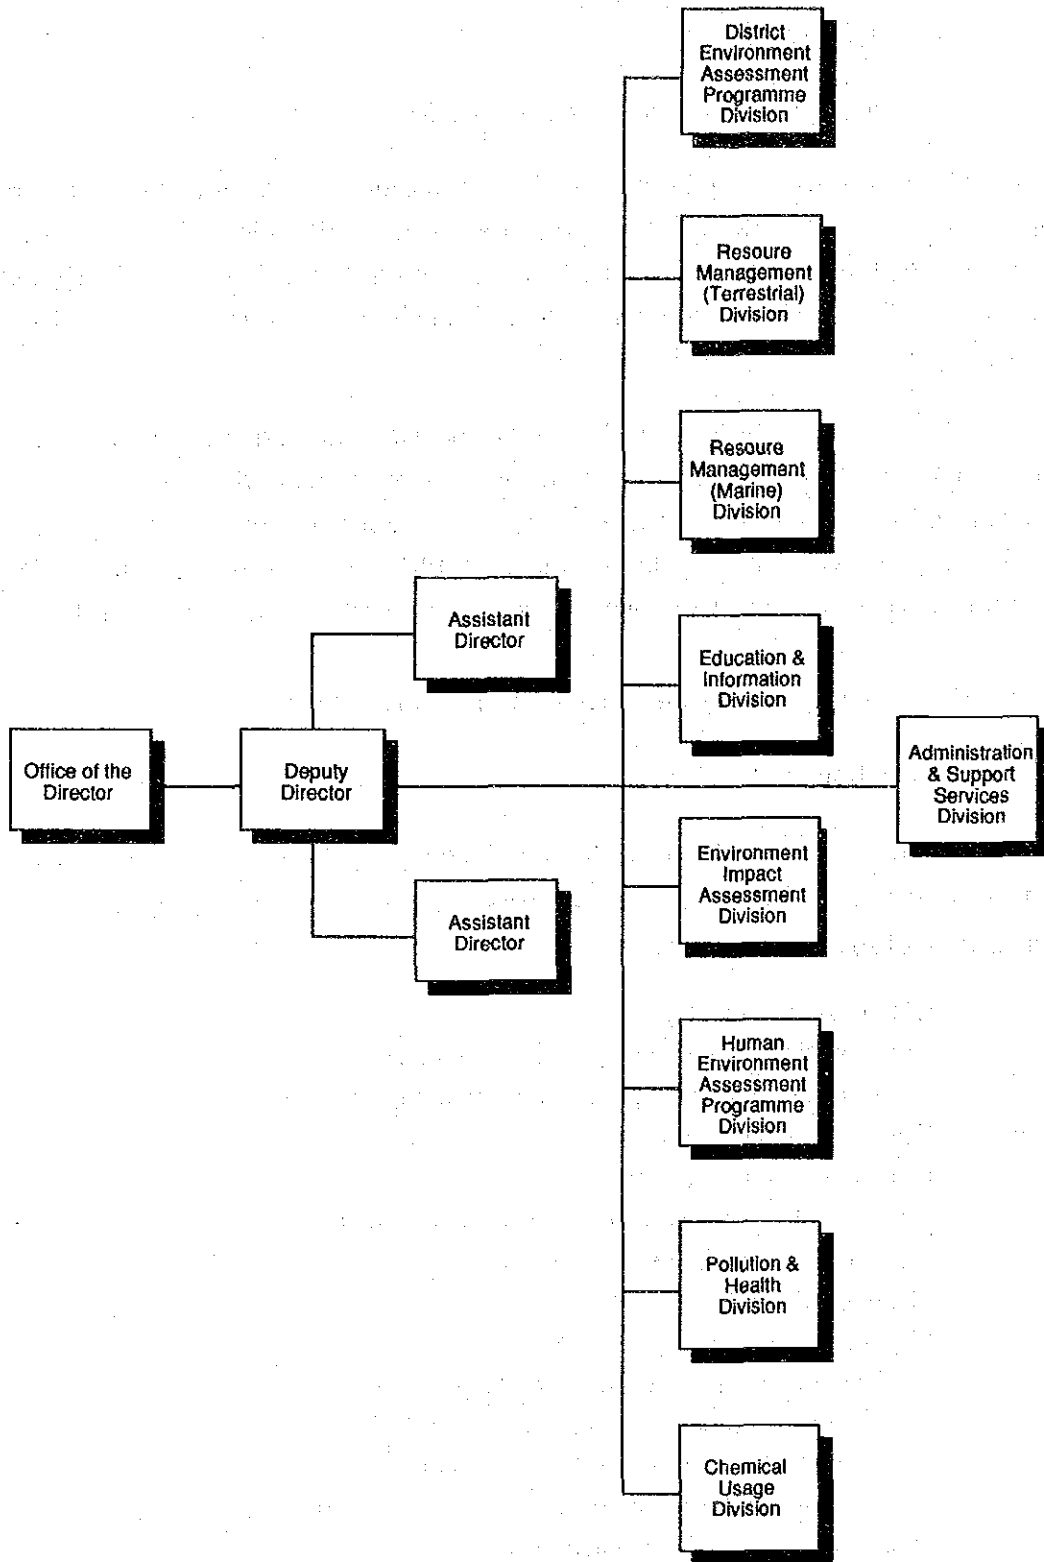 Office of the
Director
Deputy
Director
Assistant
Director
Assistant
Director
District
Environment
Assessment
Programme
Division
Resoure
Management
(Terrestrial)
Division
Resoure
Management
(Marine)
Division
Education &
Information
Division
Environment
Impact
Assessment
Division
Human
Environment
Assessment
Programme
Division
Pollution &
Health
Division
Chemical
Usage
Division
Administration
& Support
Services
Division